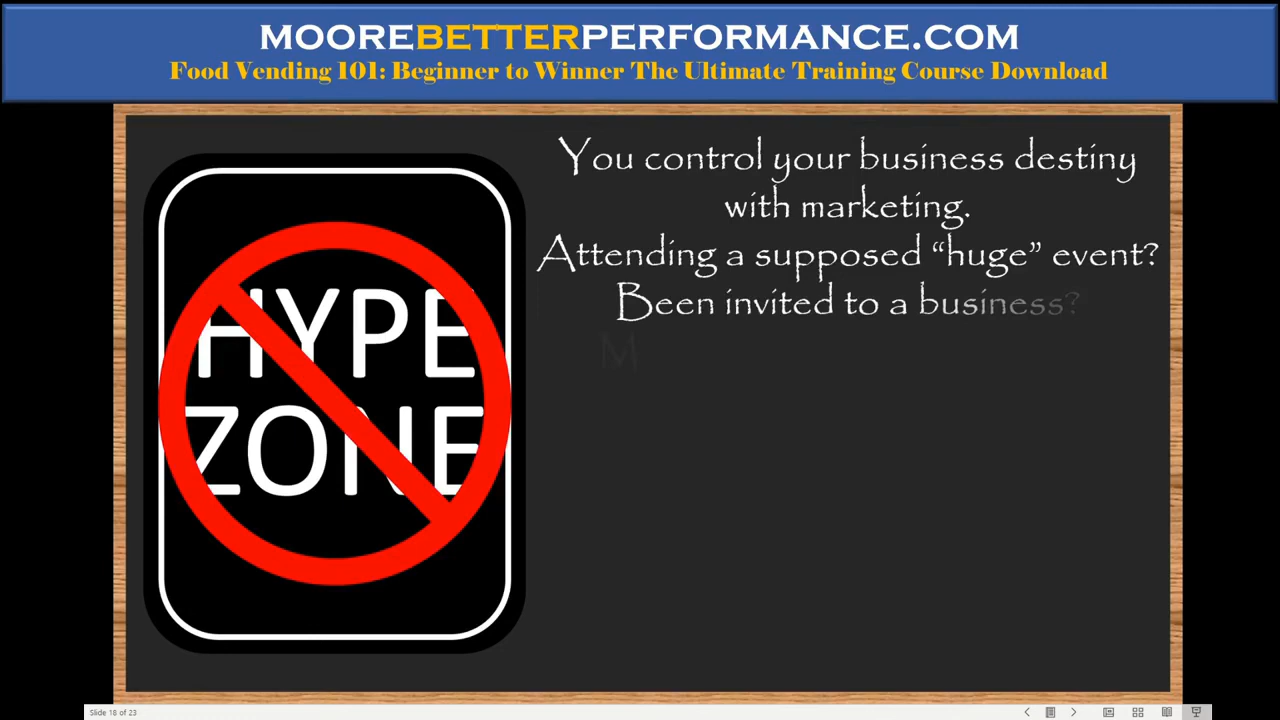 MOOREBETTERPERFORMANCE.COM
Food Vending 101: Beginner to Winner The Ultimate Training Course Download
HYPE
ZONE
You control your business destiny
with marketing.
Attending a supposed “huge” event?
Been invited to a business?
M
Slide 18 of 23